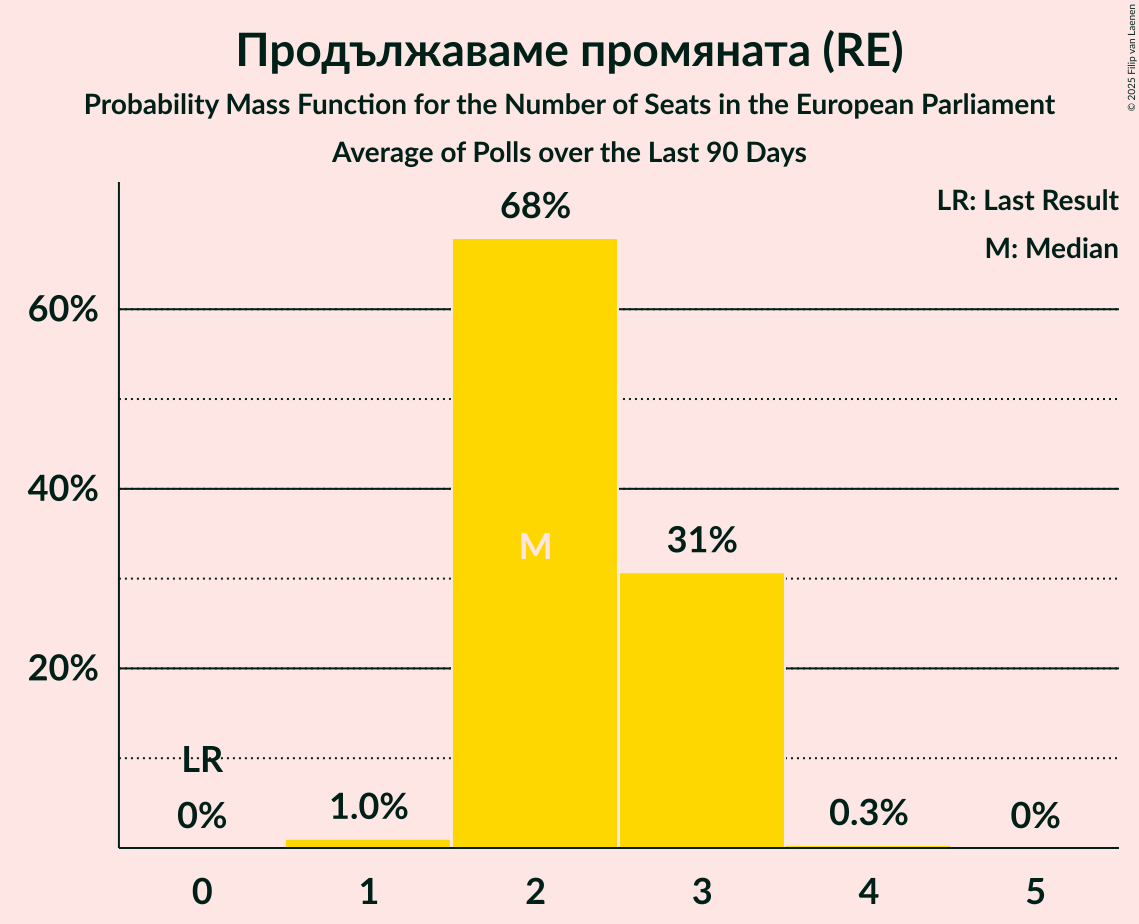 Продължаваме промяната (RE)
Probability Mass Function for the Number of Seats in the European Parliament
Average of Polls over the Last 90 Days
© 2025 Filip van Laenen
LR: Last Result
M: Median
68%
60%
40%
31%
M
20%
LR
0%
1.0%
0.3%
0%
0 1 2 3 4 5